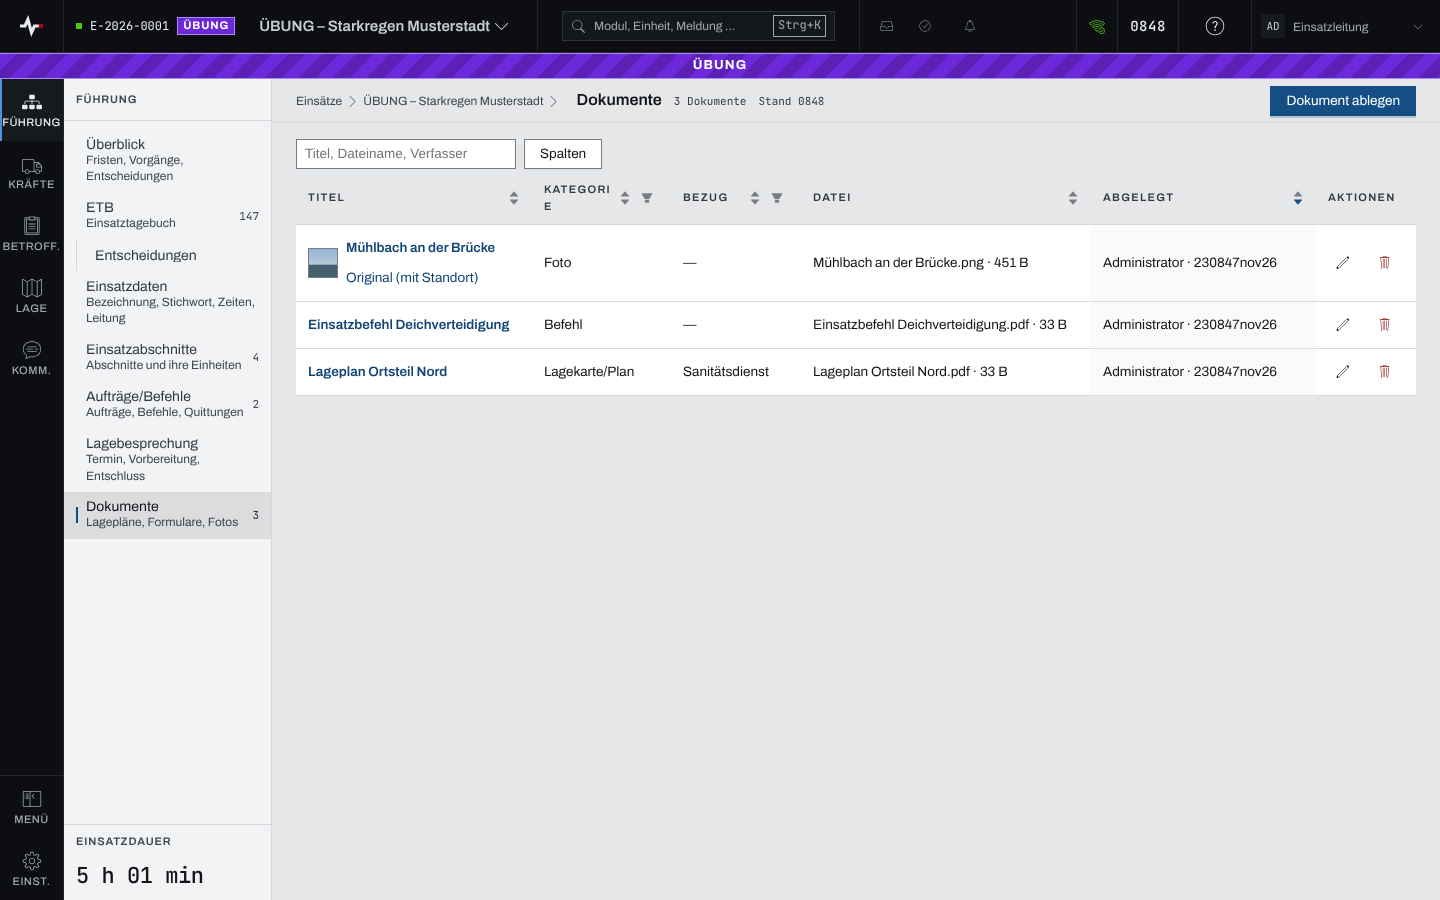 E-2026-0001 ÜBUNG ÜBUNG – Starkregen Musterstadt Modul, Einheit, Meldung ... Strg+K 0848 ? AD Einsatzleitung
ÜBUNG
FÜHRUNG
KRÄFTE
BETROFF.
LAGE
KOMM.
MENÜ
EINST.
FÜHRUNG
Überblick
Fristen, Vorgänge,
Entscheidungen
ETB
Einsatztagebuch
147
Entscheidungen
Einsatzdaten
Bezeichnung, Stichwort, Zeiten,
Leitung
Einsatzabschnitte
Abschnitte und ihre Einheiten
4
Aufträge/Befehle
Aufträge, Befehle, Quittungen
2
Lagebesprechung
Termin, Vorbereitung,
Entschluss
Dokumente
Lagepläne, Formulare, Fotos
3
EINSATZDAUER
5 h 01 min
Einsätze ÜBUNG – Starkregen Musterstadt Dokumente 3 Dokumente Stand 0848 Dokument ablegen
Titel, Dateiname, Verfasser Spalten
TITEL KATEGORI
E BEZUG DATEI ABGELEGT AKTIONEN
Mühlbach an der Brücke
Original (mit Standort)
Foto — Mühlbach an der Brücke.png · 451 B Administrator · 230847nov26
Einsatzbefehl Deichverteidigung Befehl — Einsatzbefehl Deichverteidigung.pdf · 33 B Administrator · 230847nov26
Lageplan Ortsteil Nord Lagekarte/Plan Sanitätsdienst Lageplan Ortsteil Nord.pdf · 33 B Administrator · 230847nov26